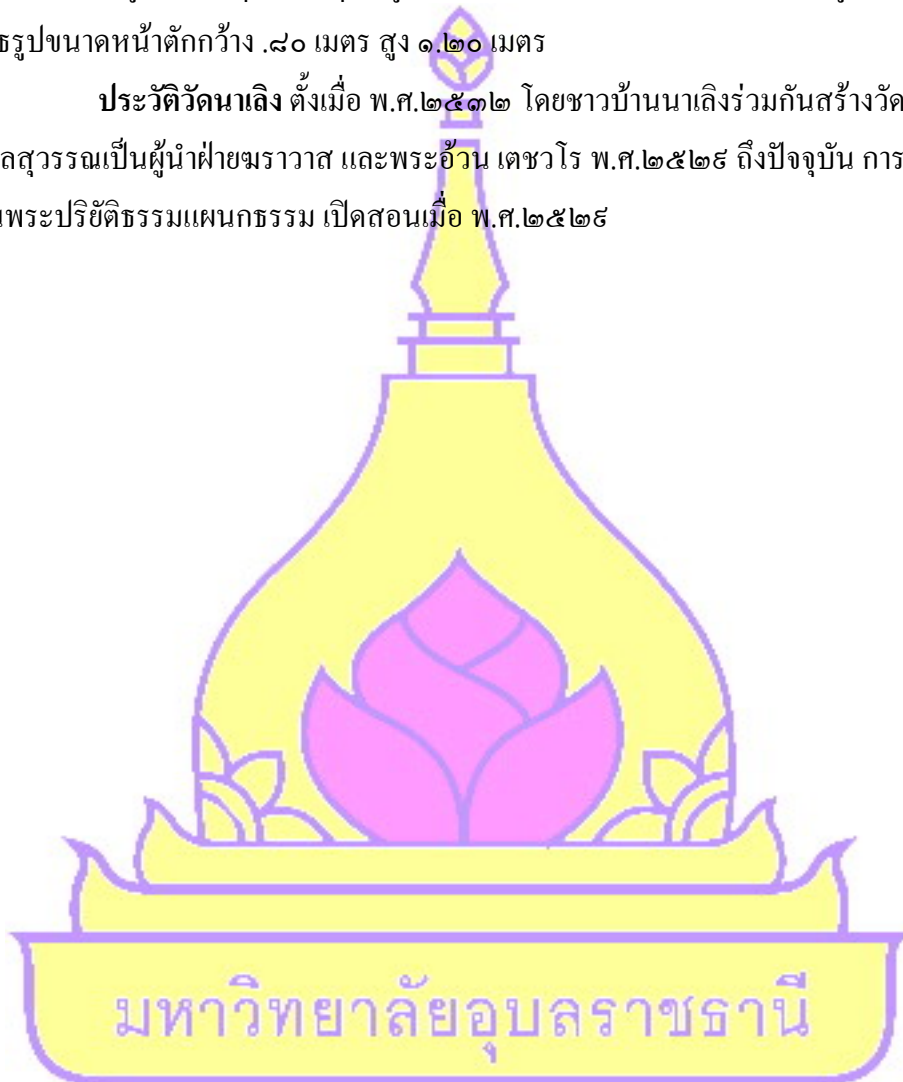 ธรูปขนาดหน้าตักกว้าง .๘๐ เมตร สูง ๑.๒๐ เมตร
ประวัติวัดนาเลิง ตั้งเมื่อ พ.ศ.๒๕๓๒ โดยชาวบ้านนาเลิงร่วมกันสร้างวัด
ลสุวรรณเป็นผู้นำฝ่ายฆราวาส และพระอ้วน เตชวโร พ.ศ.๒๕๒๙ ถึงปัจจุบัน การ
นพระปริยัติธรรมแผนกธรรม เปิดสอนเมื่อ พ.ศ.๒๕๒๙
มหาวิทยาลัยอุบลราชธานี